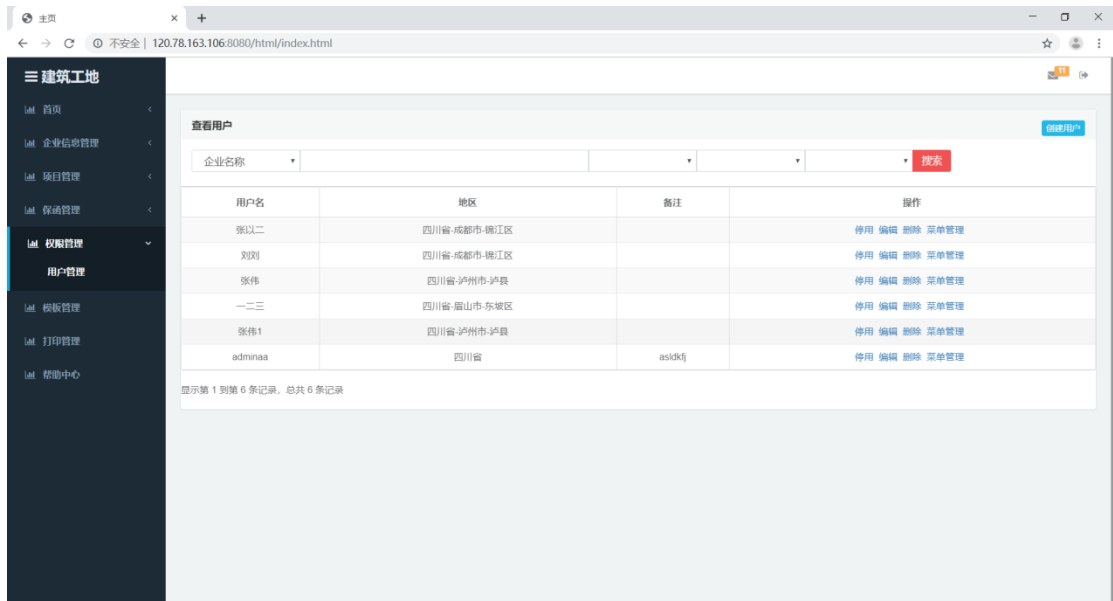 主页
不安全 | 120.78.163.106:8080/html/index.html
建筑工地
11
首页
企业信息管理
项目管理
保函管理
权限管理
用户管理
模板管理
打印管理
帮助中心
查看用户
创建用户
企业名称
搜索
用户名 地区 备注 操作
张以二 四川省-成都市-锦江区 停用 编辑 删除 菜单管理
刘刘 四川省-成都市-锦江区 停用 编辑 删除 菜单管理
张伟 四川省-泸州市-泸县 停用 编辑 删除 菜单管理
一二三 四川省-眉山市-东坡区 停用 编辑 删除 菜单管理
张伟1 四川省-泸州市-泸县 停用 编辑 删除 菜单管理
adminaa 四川省 asldkfj 停用 编辑 删除 菜单管理
显示第 1 到第 6 条记录，总共 6 条记录